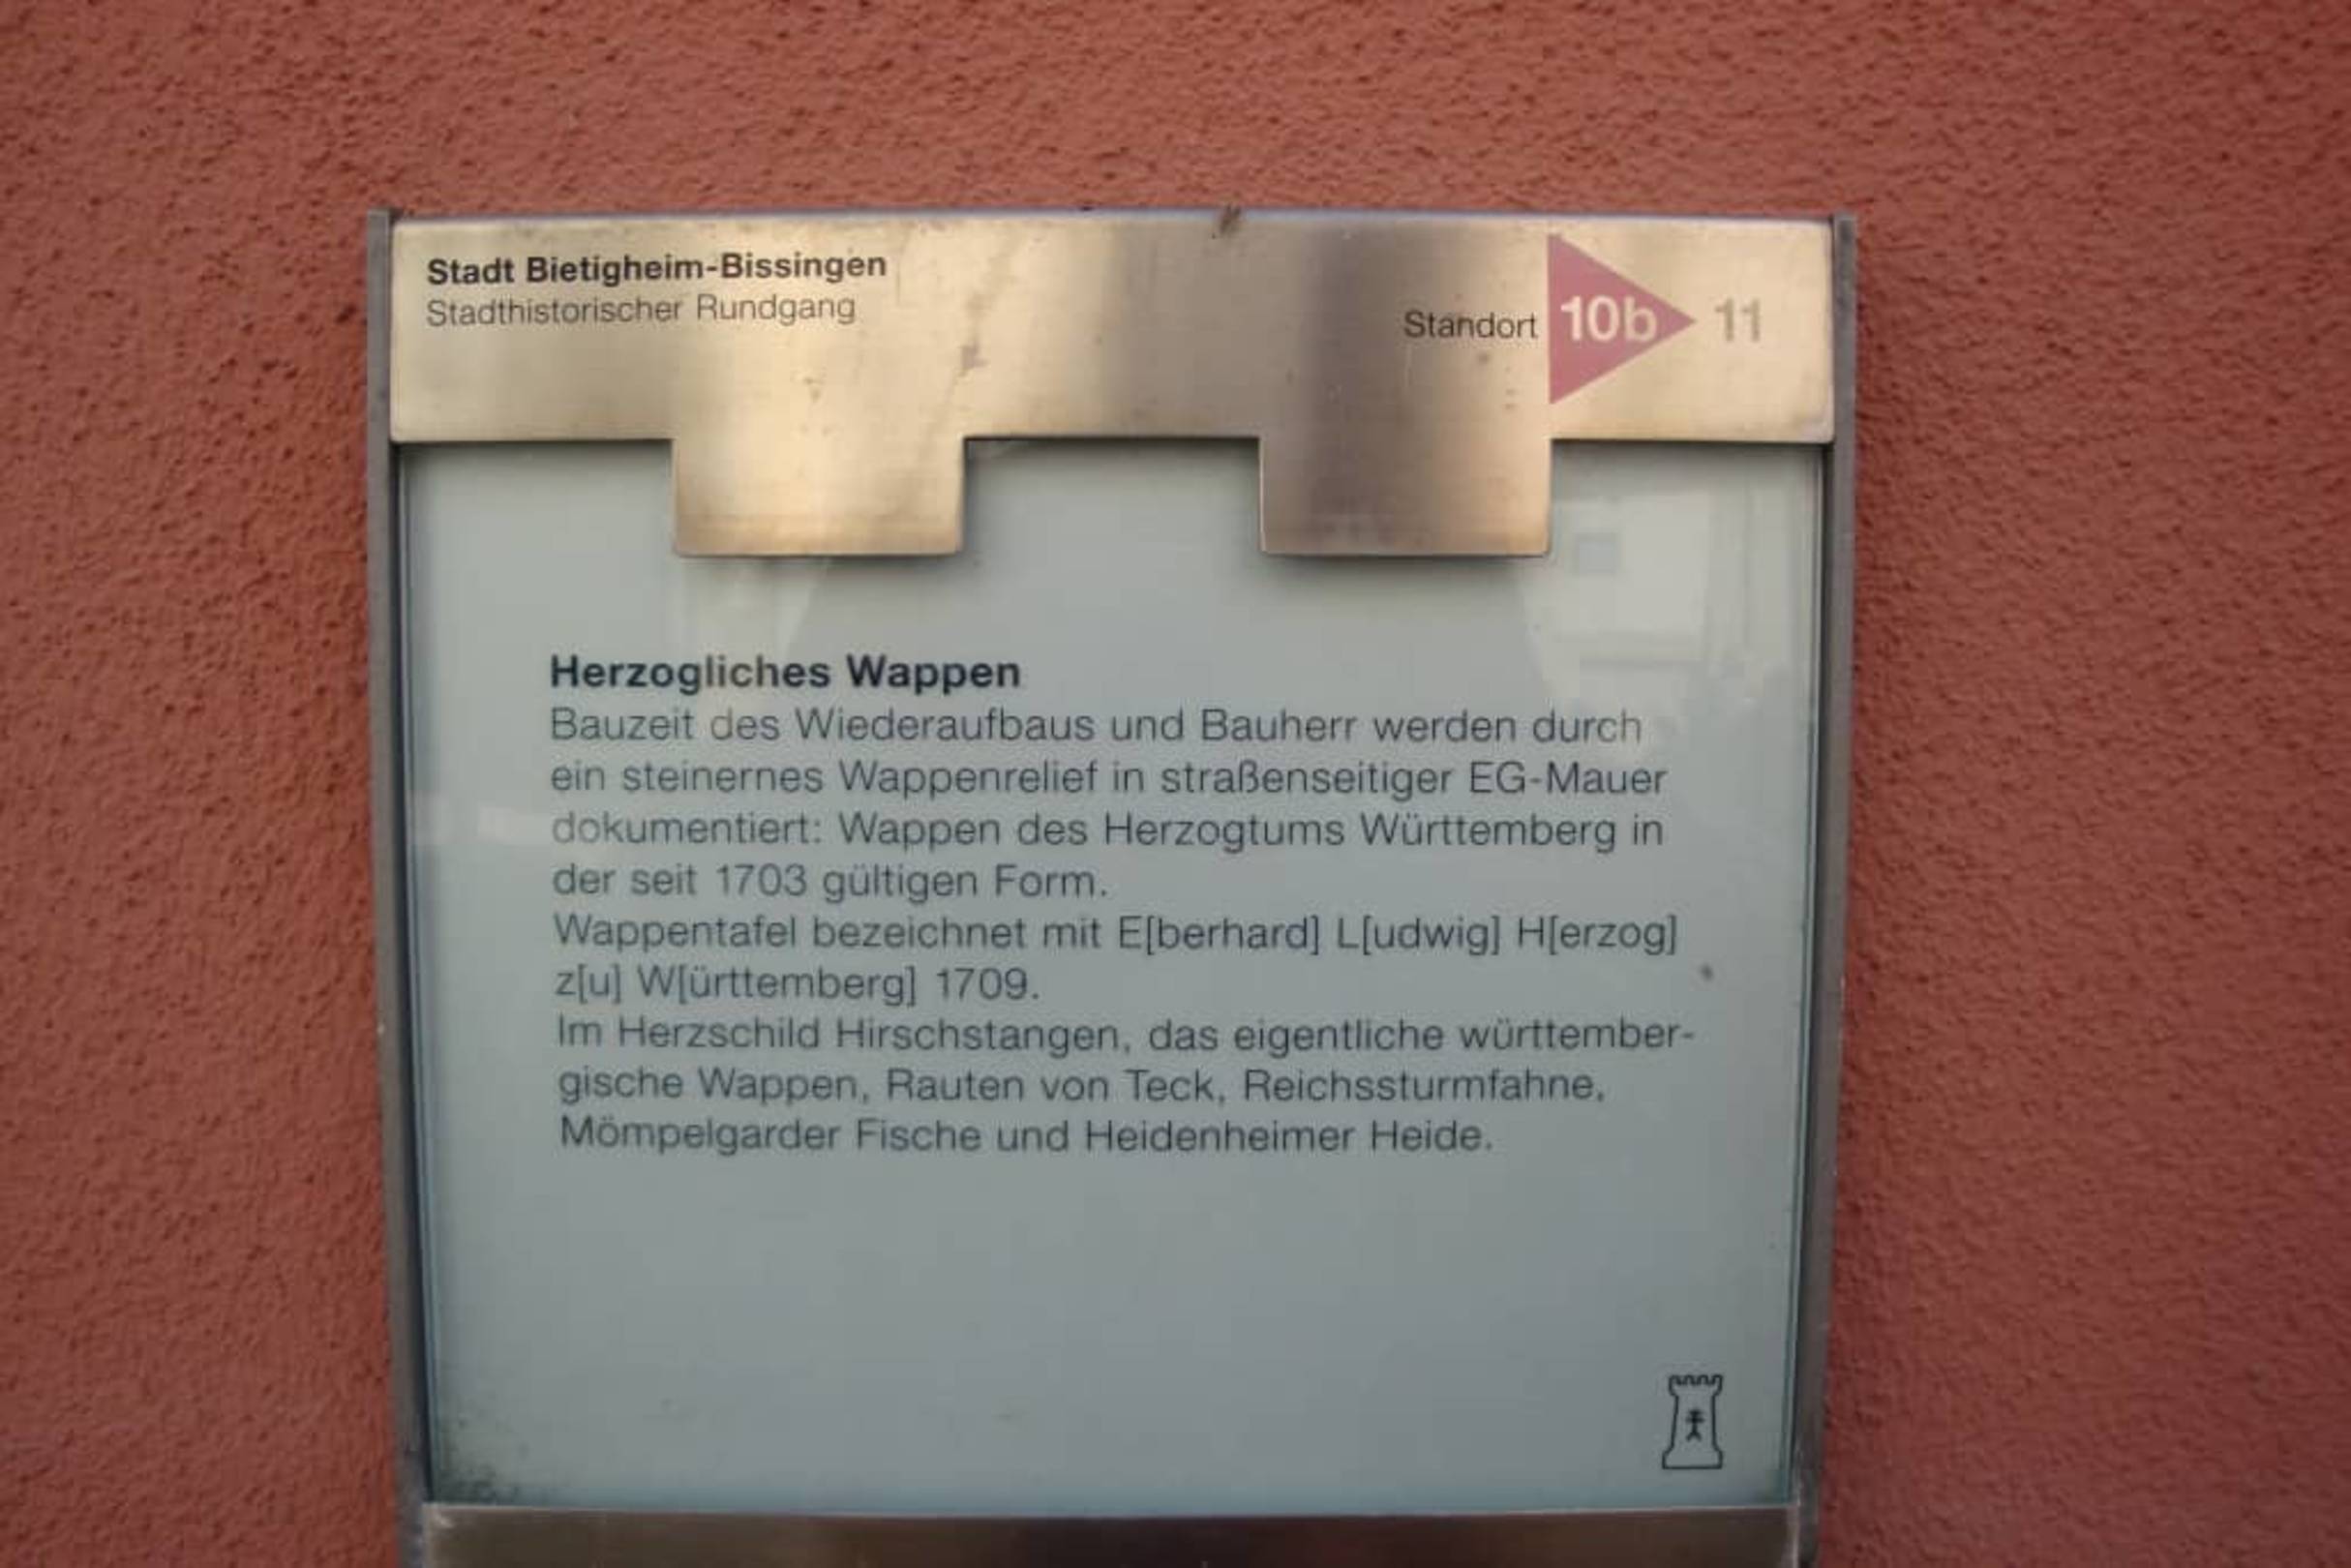 Stadt Bietigheim-Bissingen
Stadthistorischer Rundgang
Standort 10b 11
Herzogliches Wappen
Bauzeit des Wiederaufbaus und Bauherr werden durch
ein steinernes Wappenrelief in straßenseitiger EG-Mauer
dokumentiert: Wappen des Herzogtums Württemberg in
der seit 1703 gültigen Form.
Wappentafel bezeichnet mit E[berhard] L[udwig] H[erzog]
z[u] W[ürttemberg] 1709.
Im Herzschild Hirschstangen, das eigentliche württember-
gische Wappen, Rauten von Teck, Reichssturmfahne,
Mömpelgarder Fische und Heidenheimer Heide.